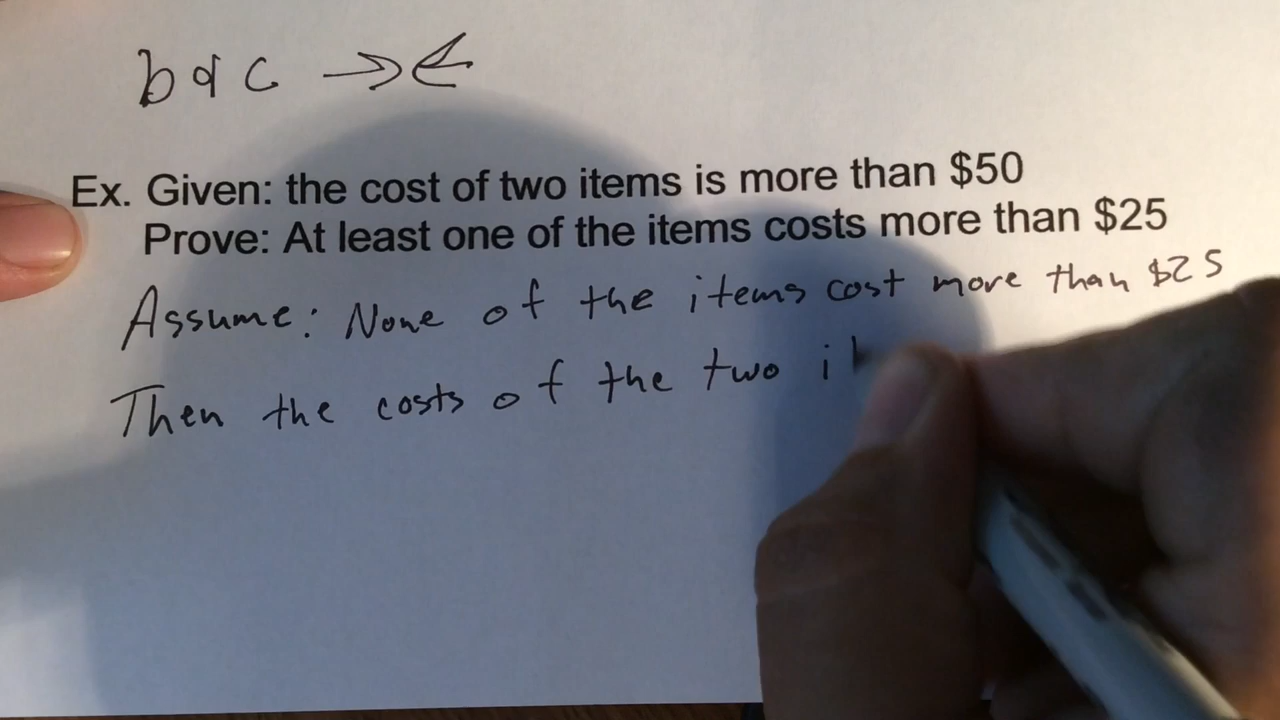 b/c →←
Ex. Given: the cost of two items is more than $50
Prove: At least one of the items costs more than $25
Assume: None of the items cost more than $25
Then the costs of the two